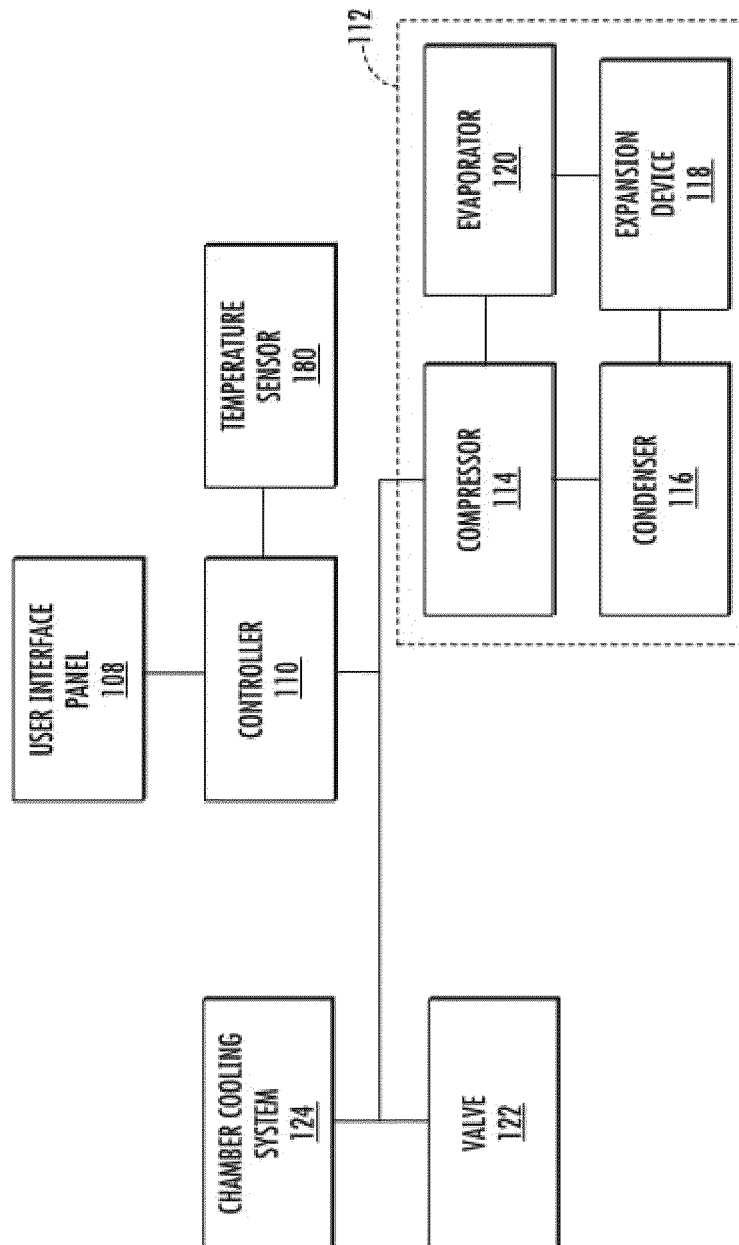 USER INTERFACE
PANEL
108
CONTROLLER
110
TEMPERATURE
SENSOR
180
CHAMBER COOLING
SYSTEM
124
VALVE
122
112
COMPRESSOR
114
EVAPORATOR
120
CONDENSER
116
EXPANSION
DEVICE
118